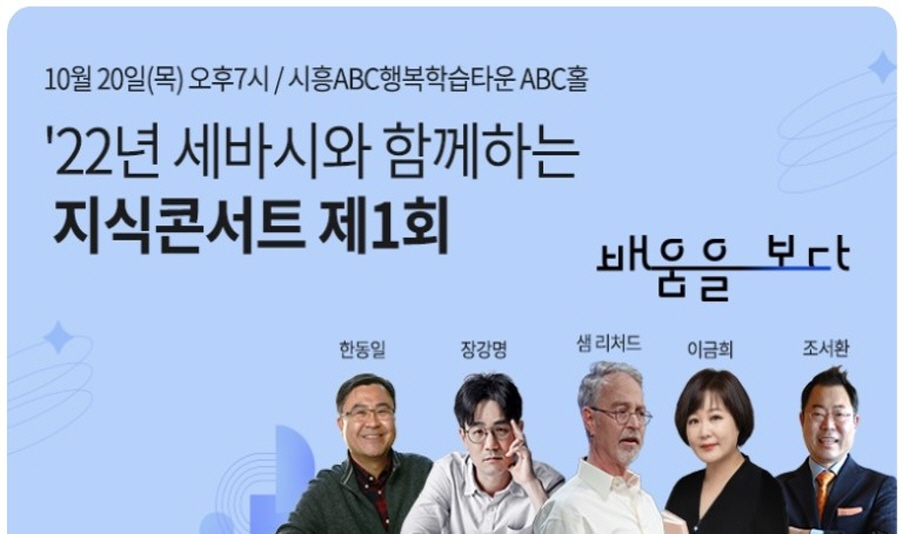 10월 20일(목) 오후7시 / 시흥ABC행복학습타운 ABC홀
'22년 세바시와 함께하는
지식콘서트 제1회
배움을 보다
한동일 장강명 샘 리처드 이금희 조서환